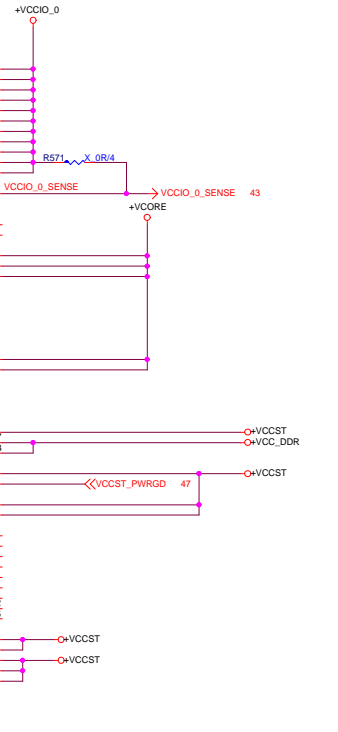 +VCCIO_0
R571 X_0R/4
VCCIO_0_SENSE
VCCIO_0_SENSE 43
+VCORE
+VCCST
+VCC_DDR
+VCCST
VCCST_PWRGD 47
+VCCST
+VCCST